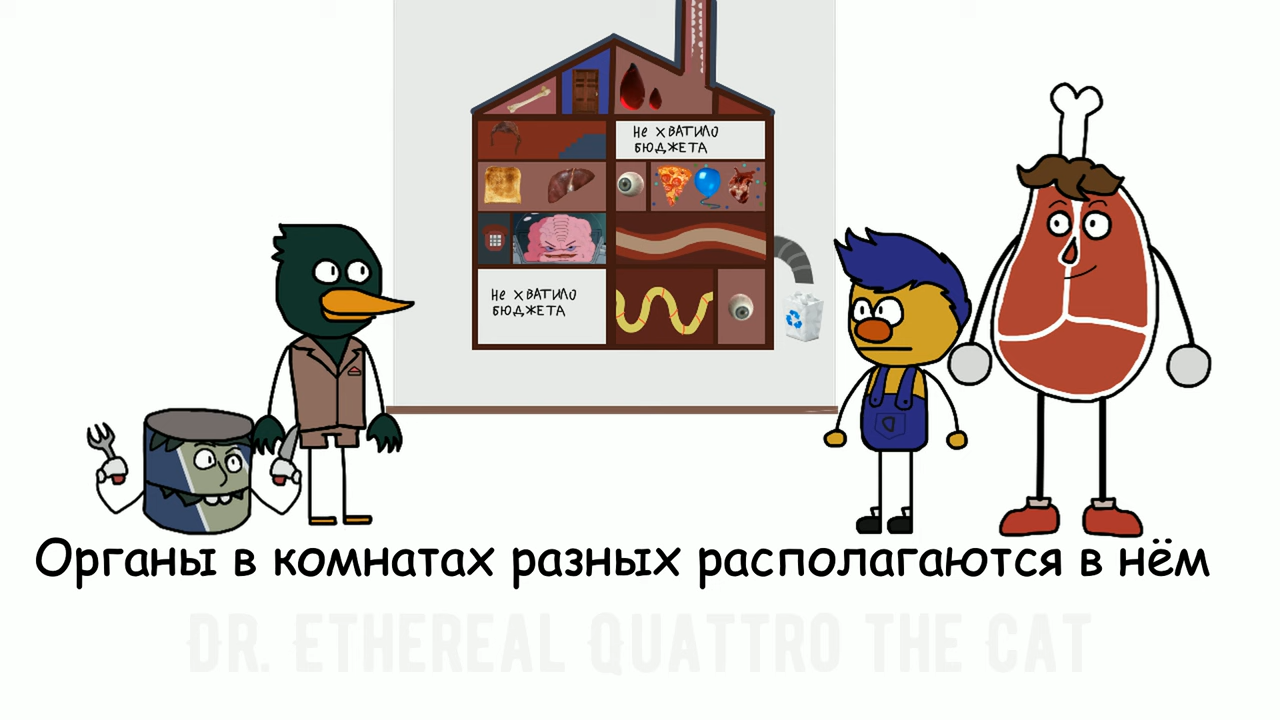 Не хватило
бюджета
Не хватило
бюджета
Органы в комнатах разных располагаются в нём
Dr. Ethereal Quattro the Cat